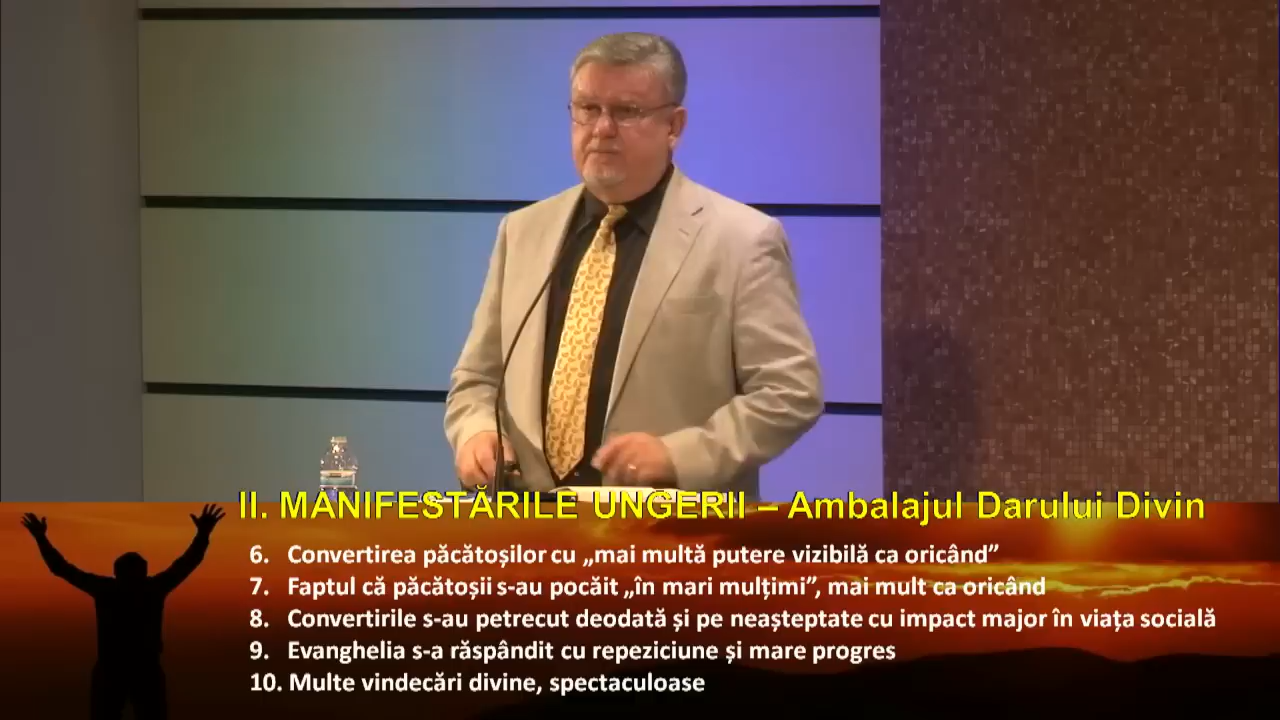 II. MANIFESTĂRILE UNGERII – Ambalajul Darului Divin
6. Convertirea păcătoșilor cu „mai multă putere vizibilă ca oricând”
7. Faptul că păcătoșii s-au pocăit „în mari mulțimi”, mai mult ca oricând
8. Convertirile s-au petrecut deodată și pe neașteptate cu impact major în viața socială
9. Evanghelia s-a răspândit cu repeziciune și mare progres
10. Multe vindecări divine, spectaculoase